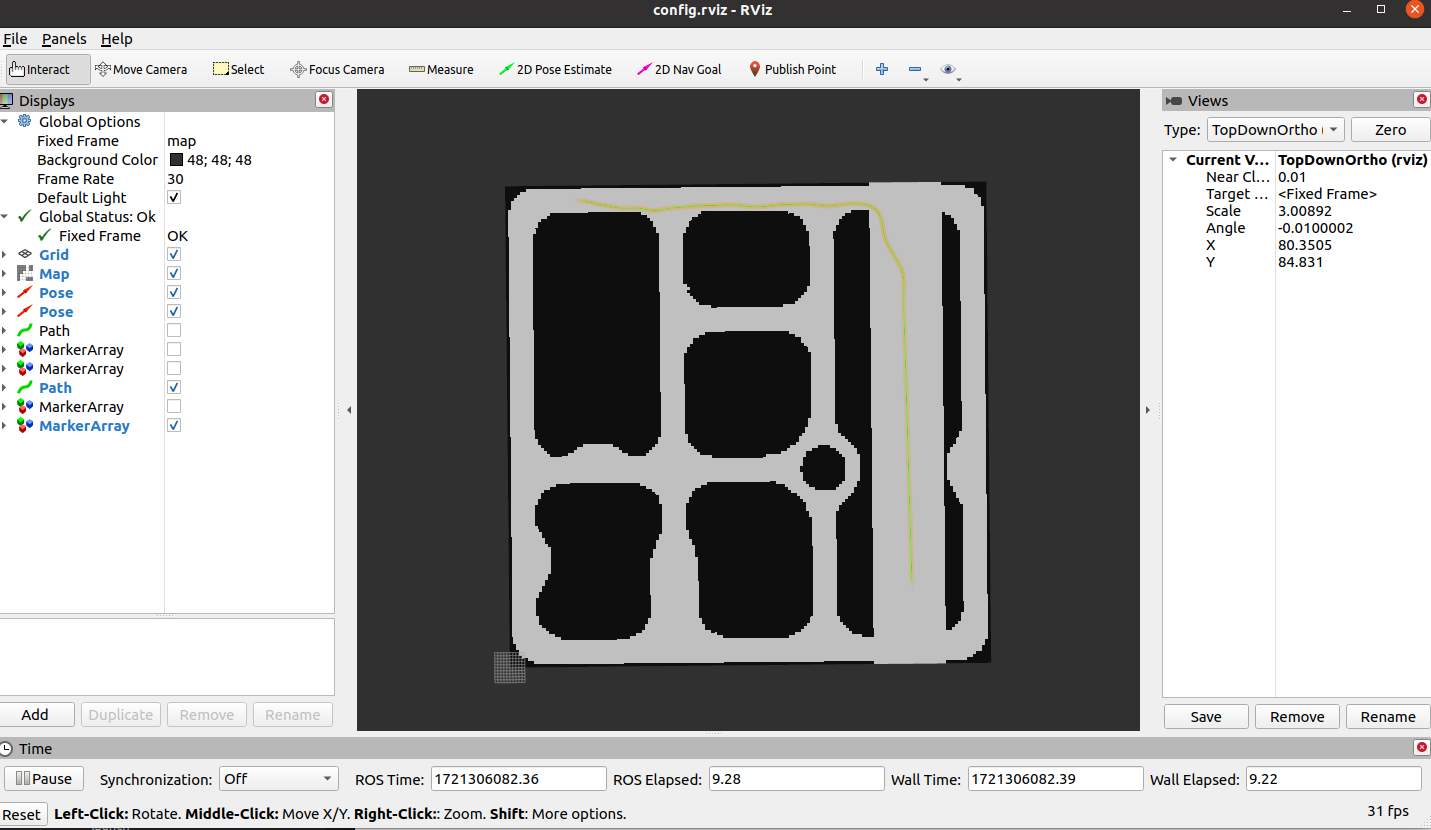 config.rviz - RViz
File Panels Help
Interact Move Camera Select Focus Camera Measure 2D Pose Estimate 2D Nav Goal Publish Point
Displays
Global Options
Fixed Frame map
Background Color 48; 48; 48
Frame Rate 30
Default Light
Global Status: Ok
Fixed Frame OK
Grid
Map
Pose
Pose
Path
MarkerArray
MarkerArray
Path
MarkerArray
MarkerArray
Add Duplicate Remove Rename
Views
Type: TopDownOrtho ( Zero
Current V... TopDownOrtho (rviz)
Near Cl... 0.01
Target ... <Fixed Frame>
Scale 3.00892
Angle -0.0100002
X 80.3505
Y 84.831
Save Remove Rename
Time
Pause Synchronization: Off ROS Time: 1721306082.36 ROS Elapsed: 9.28 Wall Time: 1721306082.39 Wall Elapsed: 9.22
Reset Left-Click: Rotate. Middle-Click: Move X/Y. Right-Click:: Zoom. Shift: More options. 31 fps